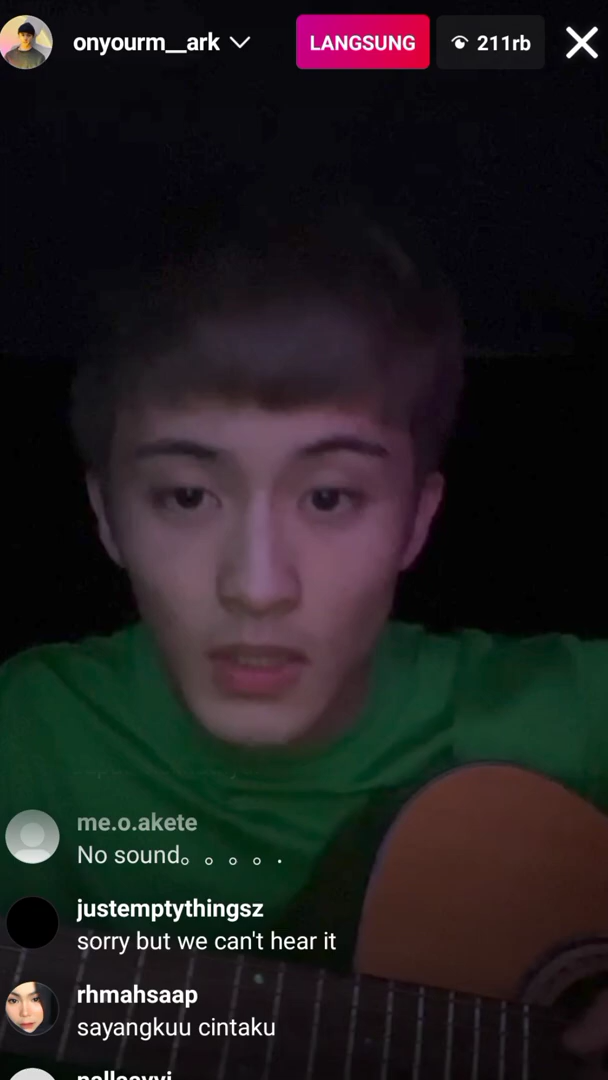 onyourm__ark
LANGSUNG
211rb
me.o.akete
No sound。。。。。.
justemptythingsz
sorry but we can't hear it
rhmahsaap
sayangkuu cintaku